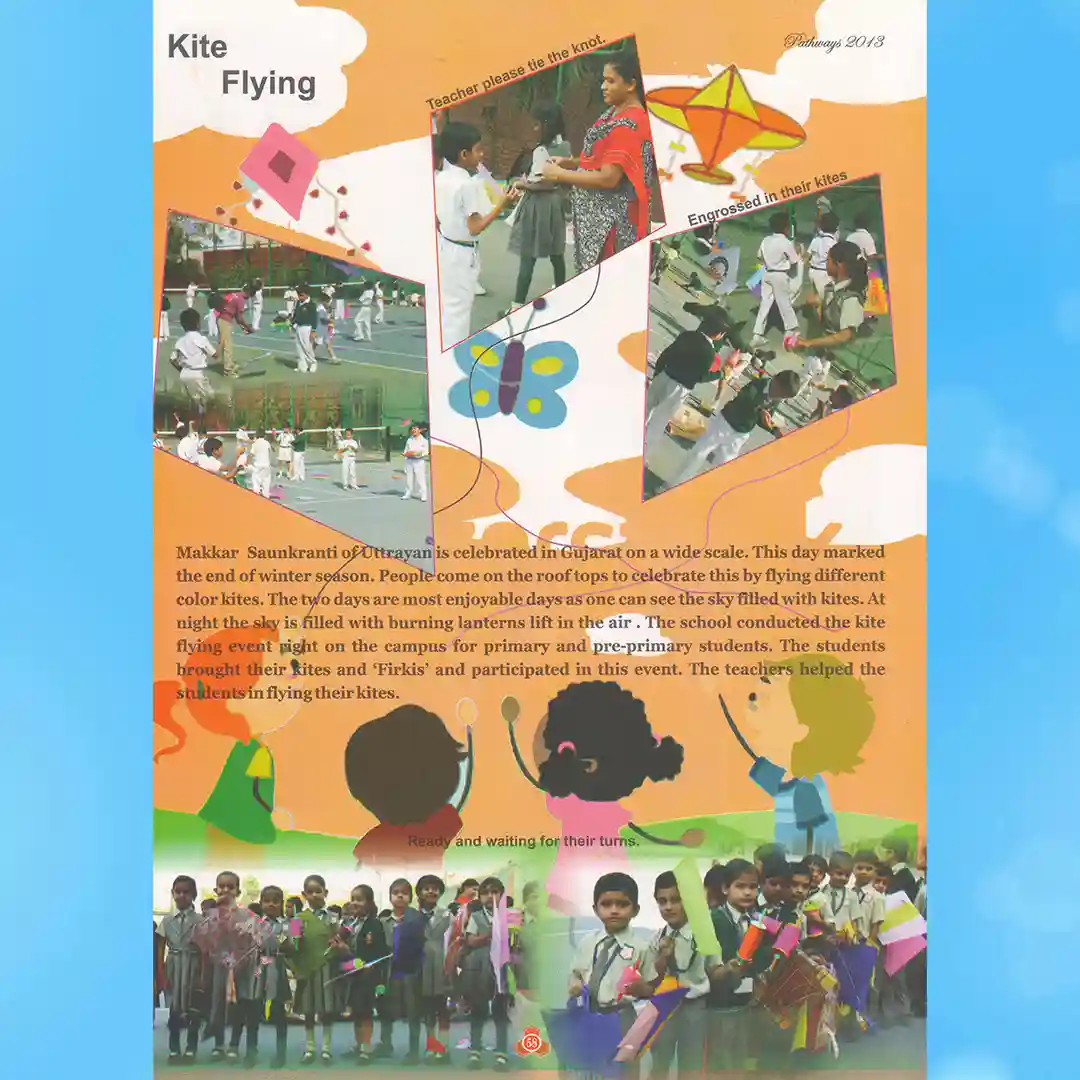 Kite
Flying
Pathways 2013
Teacher please tie the knot.
Engrossed in their kites
Makkar Saunkranti of Uttrayan is celebrated in Gujarat on a wide scale. This day marked
the end of winter season. People come on the roof tops to celebrate this by flying different
color kites. The two days are most enjoyable days as one can see the sky filled with kites. At
night the sky is filled with burning lanterns lift in the air . The school conducted the kite
flying event right on the campus for primary and pre-primary students. The students
brought their kites and ‘Firkis’ and participated in this event. The teachers helped the
students in flying their kites.
Ready and waiting for their turns.
58